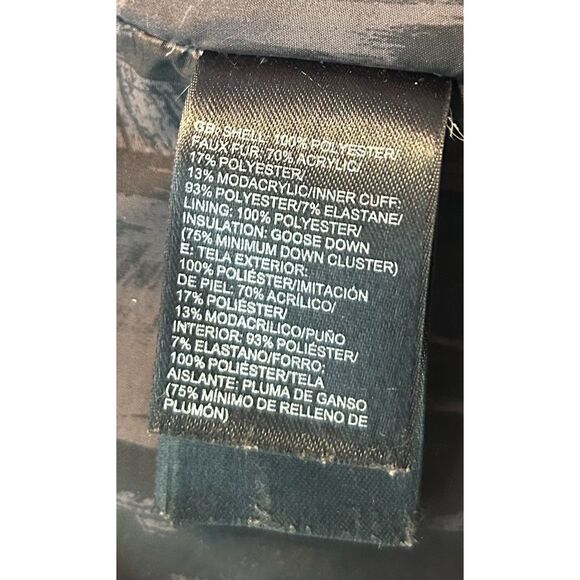 GB: SHELL: 100% POLYESTER/
FAUX FUR: 70% ACRYLIC/
17% POLYESTER/
13% MODACRYLIC/INNER CUFF:
93% POLYESTER/7% ELASTANE/
LINING: 100% POLYESTER/
INSULATION: GOOSE DOWN
(75% MINIMUM DOWN CLUSTER)
E: TELA EXTERIOR:
100% POLIÉSTER/IMITACIÓN
DE PIEL: 70% ACRÍLICO/
17% POLIÉSTER/
13% MODACRILICO/PUÑO
INTERIOR: 93% POLIÉSTER/
7% ELASTANO/FORRO:
100% POLIÉSTER/TELA
AISLANTE: PLUMA DE GANSO
(75% MÍNIMO DE RELLENO DE
PLUMÓN)